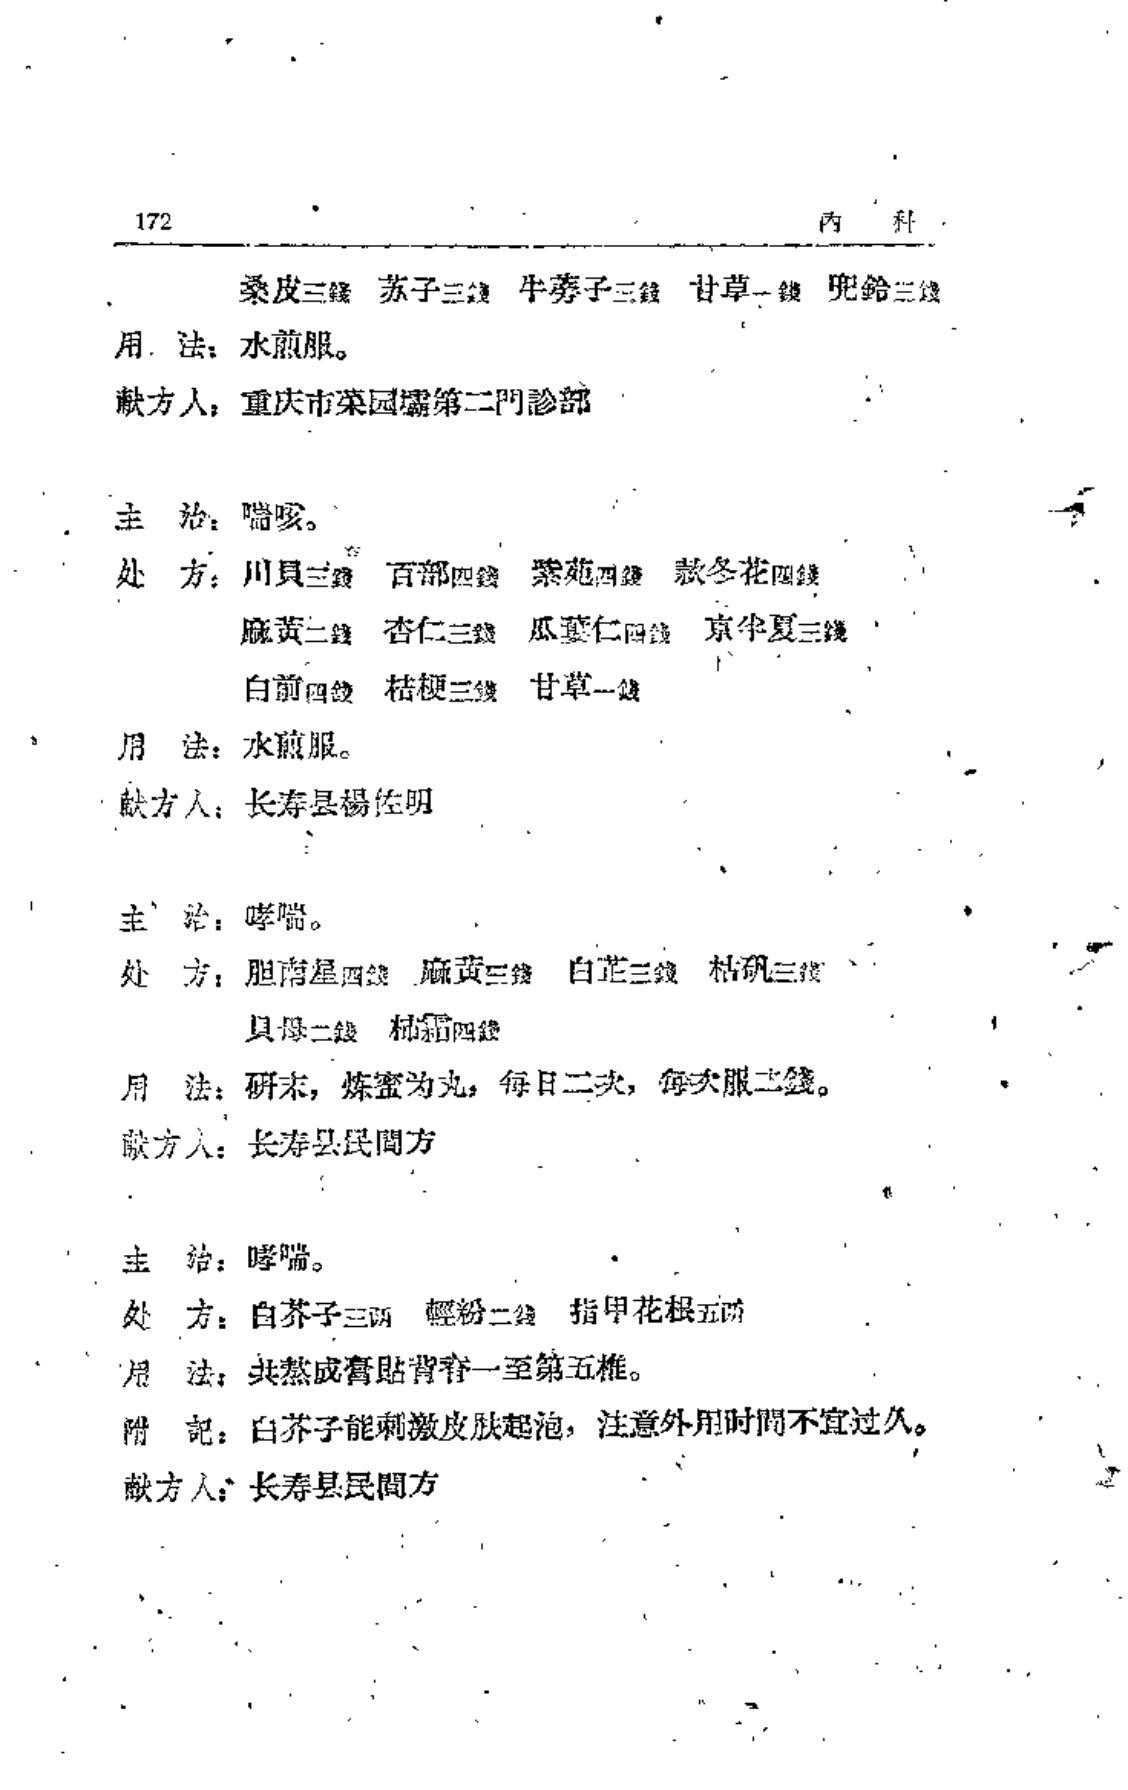 172 内 科
桑皮三錢 苏子三錢 牛蒡子三錢 甘草一錢 兜鈴三錢
用 法：水煎服。
献方人：重庆市菜园壩第二門診部
主 治：喘咳。
处 方：川貝三錢 百部四錢 紫苑四錢 款冬花四錢
麻黃二錢 杏仁三錢 瓜蔞仁四錢 京半夏三錢
白前四錢 桔梗三錢 甘草一錢
用 法：水煎服。
献方人：长寿县楊佐明
主 治：哮喘。
处 方：胆南星四錢 麻黃三錢 白芷三錢 枯矾三錢
貝母二錢 柿霜四錢
用 法：研末，炼蜜为丸，每日二次，每次服二錢。
献方人：长寿县民間方
主 治：哮喘。
处 方：白芥子三两 輕粉二錢 指甲花根五两
用 法：共熬成膏貼背脊一至第五椎。
附 記：白芥子能刺激皮肤起泡，注意外用时間不宜过久。
献方人：长寿县民間方